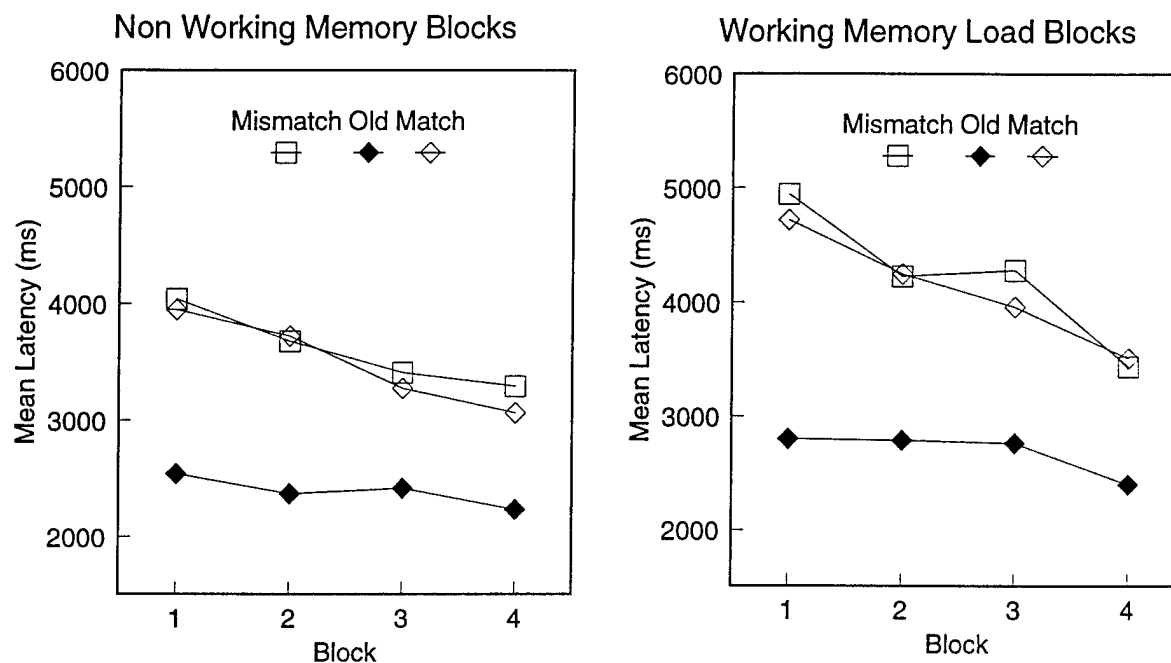 Non Working Memory Blocks
6000
5000
4000
3000
2000
Mean Latency (ms)
Mismatch Old Match
1 2 3 4
Block
Working Memory Load Blocks
6000
5000
4000
3000
2000
Mean Latency (ms)
Mismatch Old Match
1 2 3 4
Block